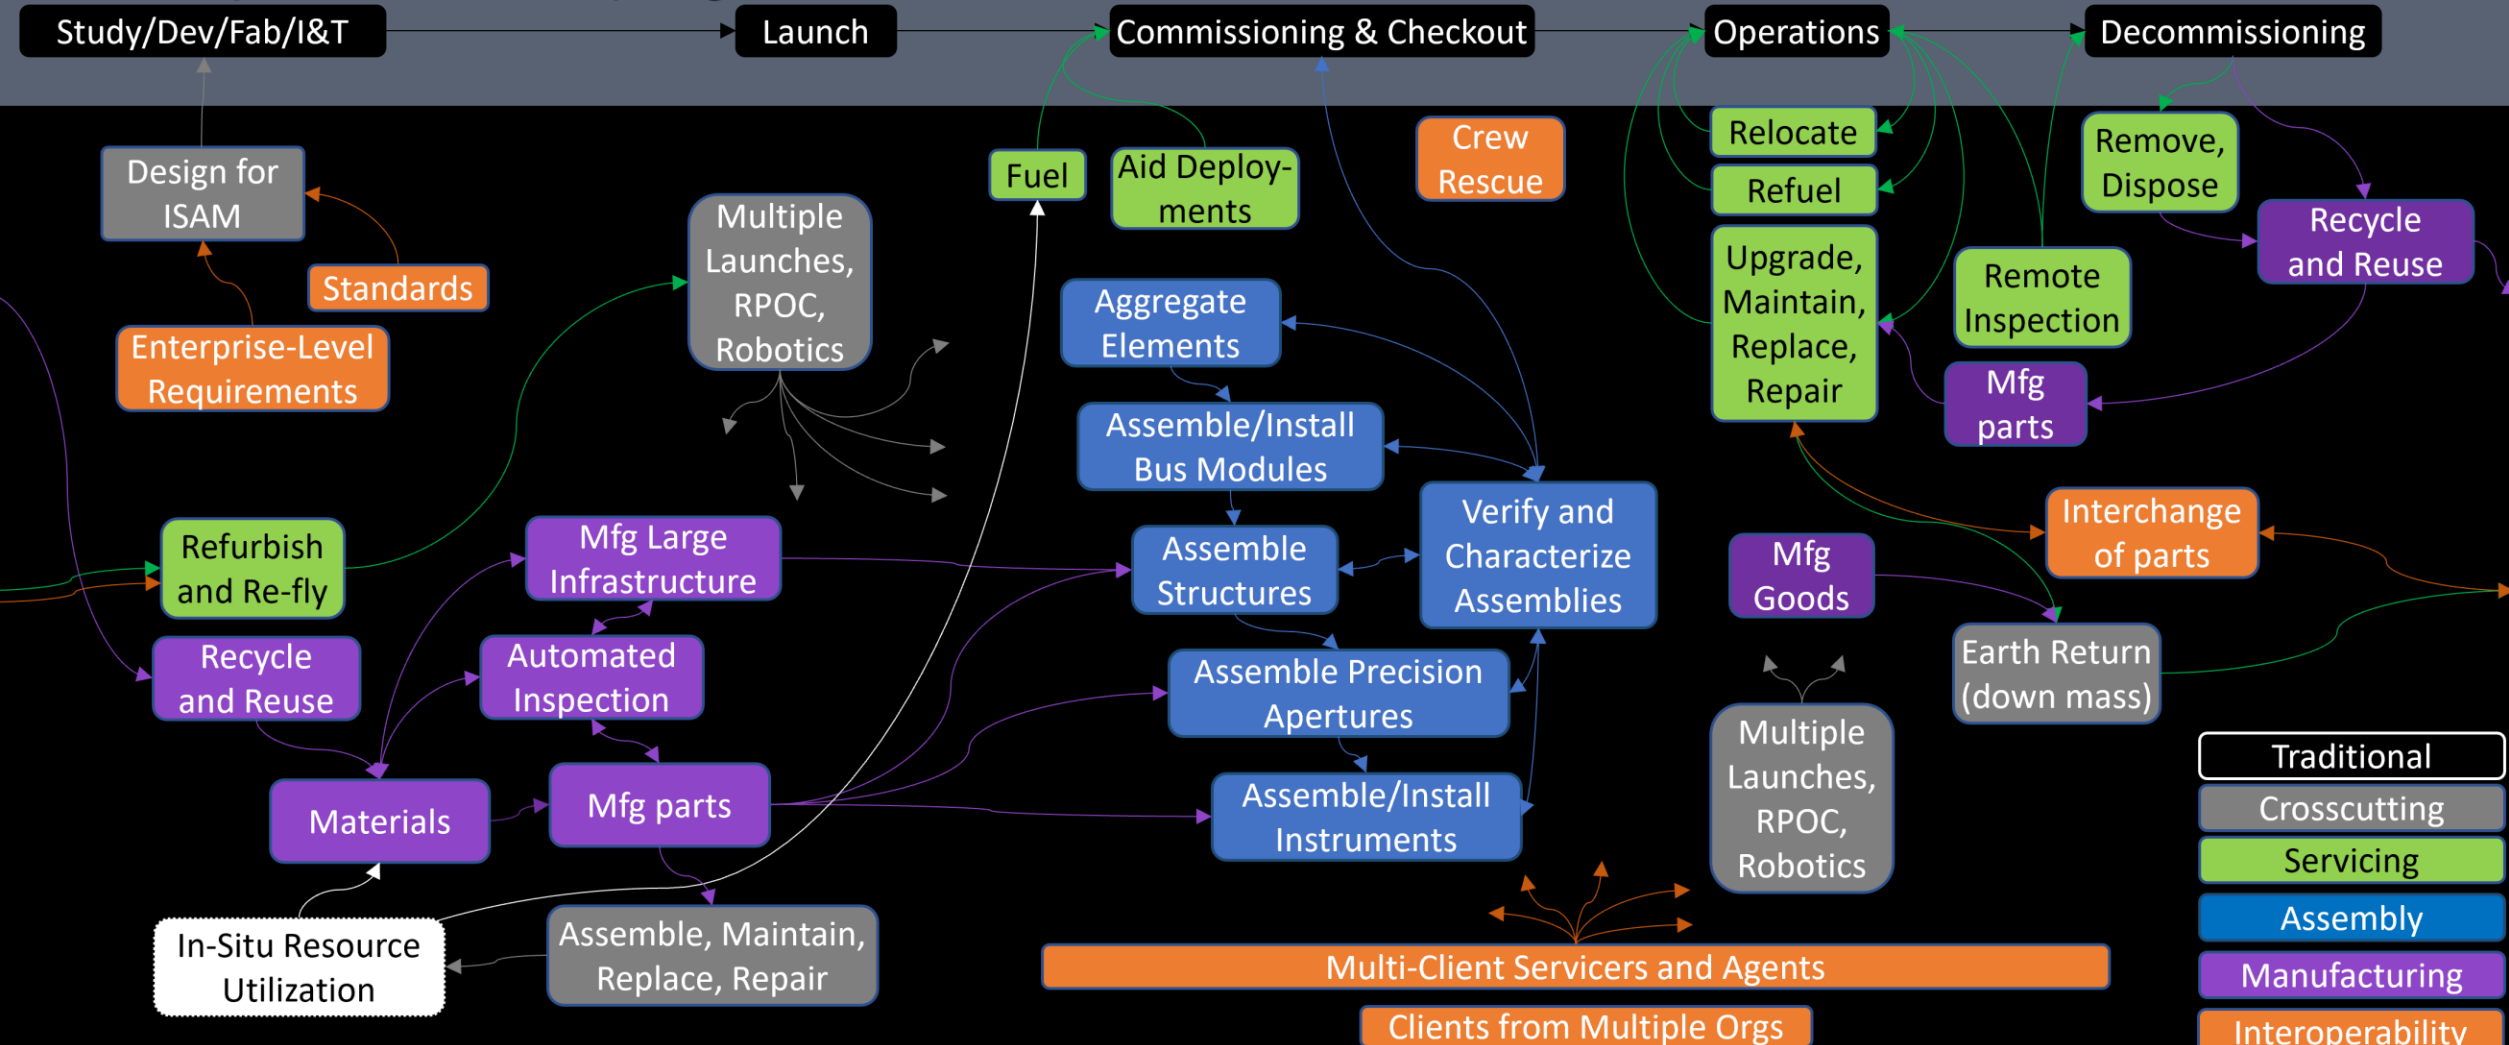 Study/Dev/Fab/I&T
Launch
Commissioning & Checkout
Operations
Decommissioning
Design for
ISAM
Standards
Enterprise-Level
Requirements
Multiple
Launches,
RPOC,
Robotics
Fuel
Aid Deploy-
ments
Crew
Rescue
Relocate
Refuel
Upgrade,
Maintain,
Replace,
Repair
Remote
Inspection
Remove,
Dispose
Recycle
and Reuse
Mfg
parts
Aggregate
Elements
Assemble/Install
Bus Modules
Assemble
Structures
Verify and
Characterize
Assemblies
Assemble Precision
Apertures
Assemble/Install
Instruments
Refurbish
and Re-fly
Recycle
and Reuse
Mfg Large
Infrastructure
Automated
Inspection
Materials
Mfg parts
In-Situ Resource
Utilization
Assemble, Maintain,
Replace, Repair
Interchange
of parts
Mfg
Goods
Earth Return
(down mass)
Multiple
Launches,
RPOC,
Robotics
Multi-Client Servicers and Agents
Clients from Multiple Orgs
Traditional
Crosscutting
Servicing
Assembly
Manufacturing
Interoperability